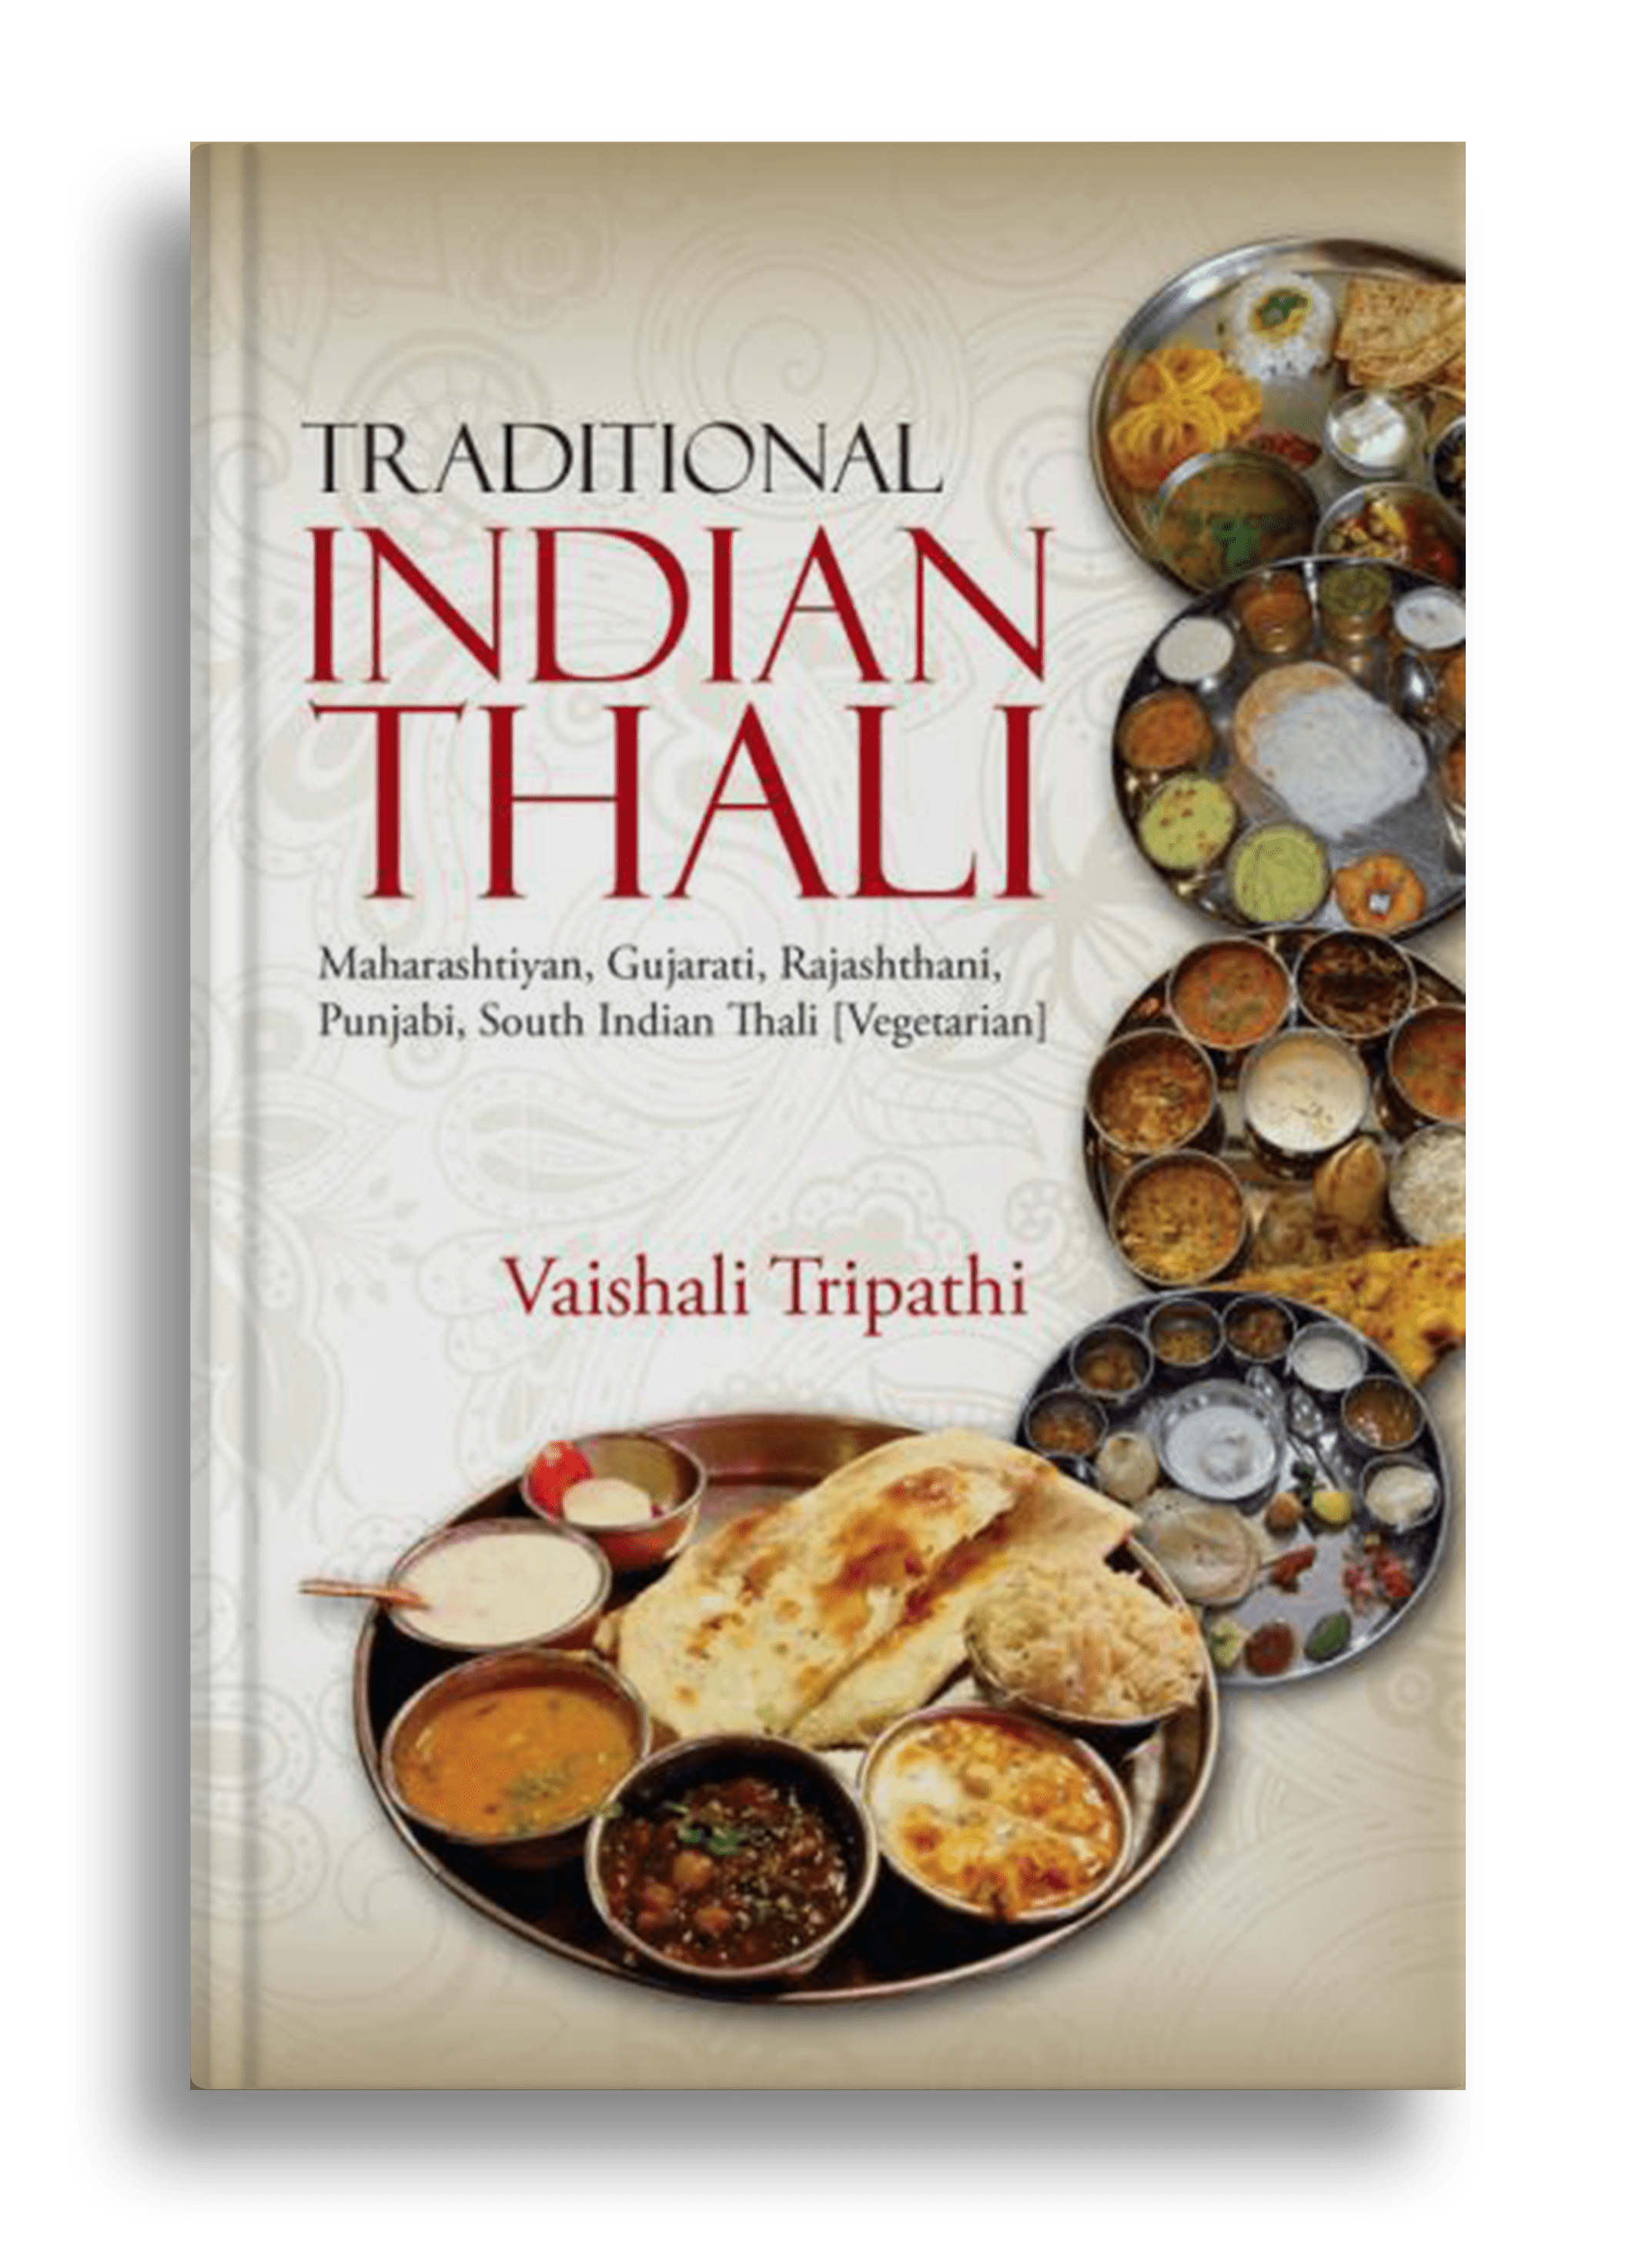 TRADITIONAL
INDIAN
THALI
Maharashtiyan, Gujarati, Rajashthani,
Punjabi, South Indian Thali [Vegetarian]
Vaishali Tripathi